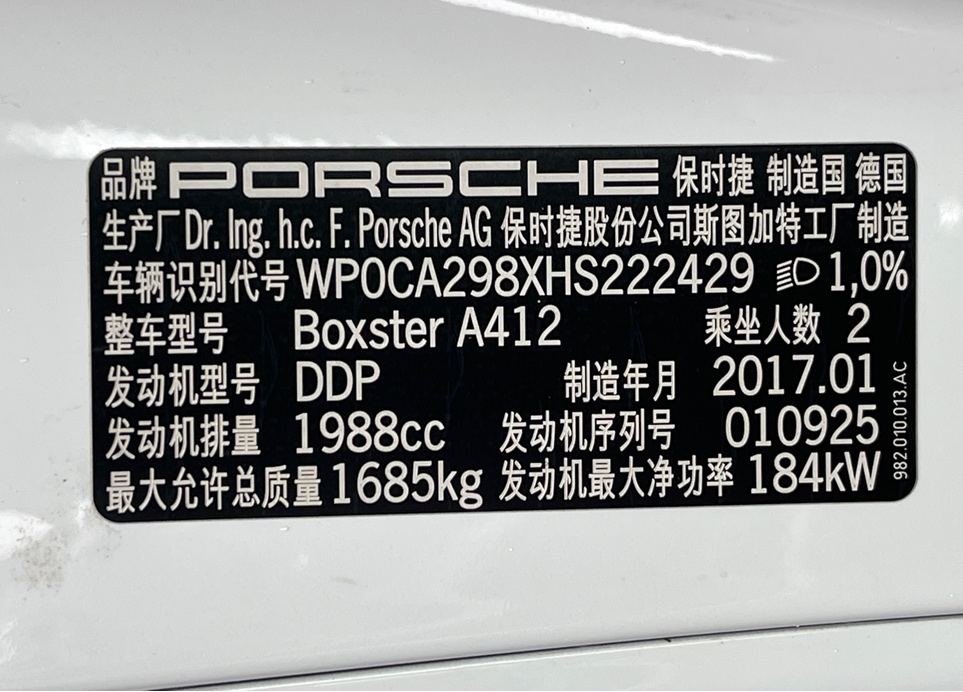 品牌 PORSCHE 保时捷 制造国 德国
生产厂 Dr. Ing. h.c. F. Porsche AG 保时捷股份公司斯图加特工厂制造
车辆识别代号 WP0CA298XHS222429 1,0%
整车型号 Boxster A412 乘坐人数 2
发动机型号 DDP 制造年月 2017.01
发动机排量 1988cc 发动机序列号 010925
最大允许总质量 1685kg 发动机最大净功率 184kW
982.010.013.AC